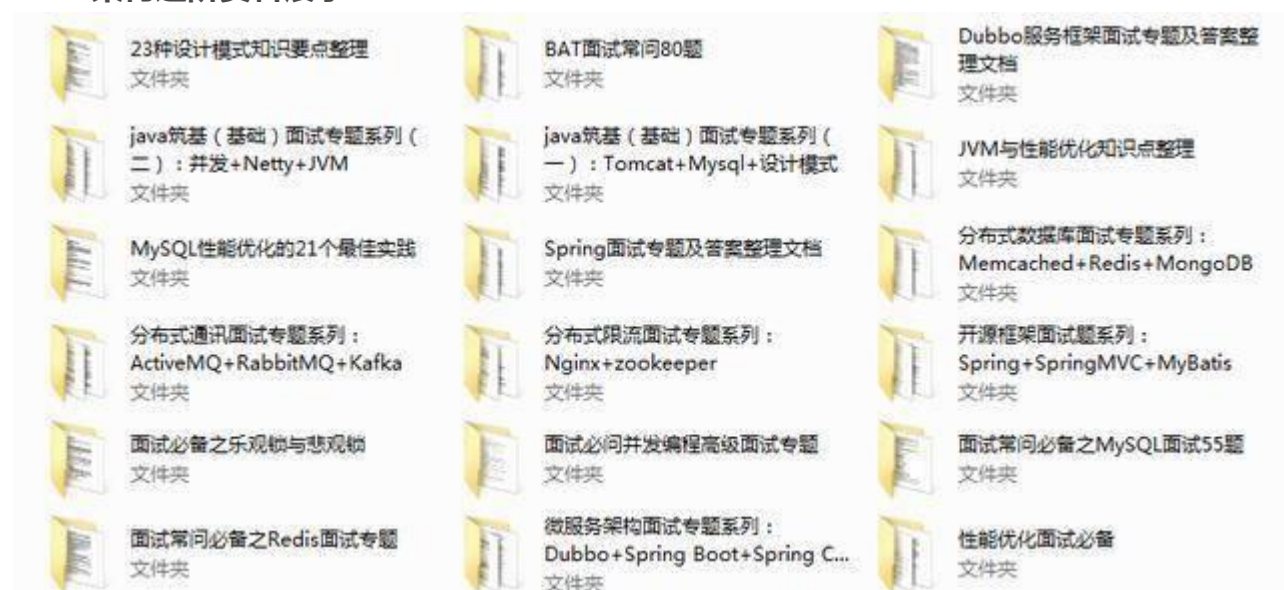 23种设计模式知识要点整理
文件夹
BAT面试常问80题
文件夹
Dubbo服务框架面试专题及答案整
理文档
文件夹
java筑基（基础）面试专题系列（
二）：并发+Netty+JVM
文件夹
java筑基（基础）面试专题系列（
一）：Tomcat+Mysql+设计模式
文件夹
JVM与性能优化知识点整理
文件夹
MySQL性能优化的21个最佳实践
文件夹
Spring面试专题及答案整理文档
文件夹
分布式数据库面试专题系列：
Memcached+Redis+MongoDB
文件夹
分布式通讯面试专题系列：
ActiveMQ+RabbitMQ+Kafka
文件夹
分布式限流面试专题系列：
Nginx+zookeeper
文件夹
开源框架面试题系列：
Spring+SpringMVC+MyBatis
文件夹
面试必备之乐观锁与悲观锁
文件夹
面试必问并发编程高级面试专题
文件夹
面试常问必备之MySQL面试55题
文件夹
面试常问必备之Redis面试专题
文件夹
微服务架构面试专题系列：
Dubbo+Spring Boot+Spring C...
文件夹
性能优化面试必备
文件夹